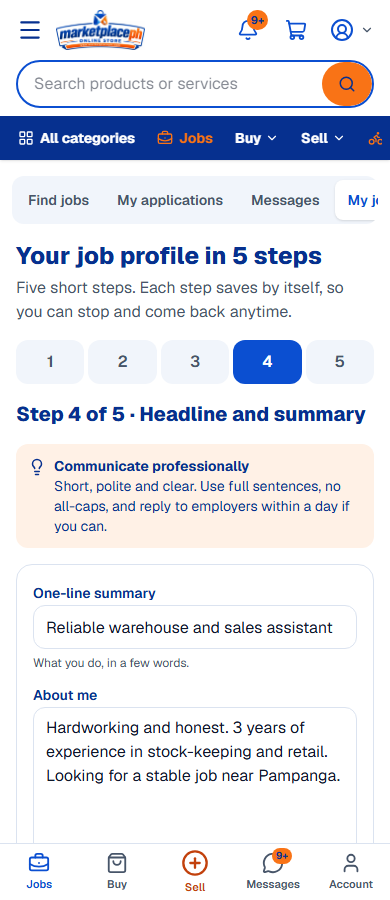 marketplaceph
ONLINE STORE
9+
Search products or services
All categories
Jobs
Buy
Sell
Find jobs
My applications
Messages
My j
Your job profile in 5 steps
Five short steps. Each step saves by itself, so
you can stop and come back anytime.
1
2
3
4
5
Step 4 of 5 · Headline and summary
Communicate professionally
Short, polite and clear. Use full sentences, no
all-caps, and reply to employers within a day if
you can.
One-line summary
Reliable warehouse and sales assistant
What you do, in a few words.
About me
Hardworking and honest. 3 years of
experience in stock-keeping and retail.
Looking for a stable job near Pampanga.
Jobs
Buy
Sell
9+
Messages
Account